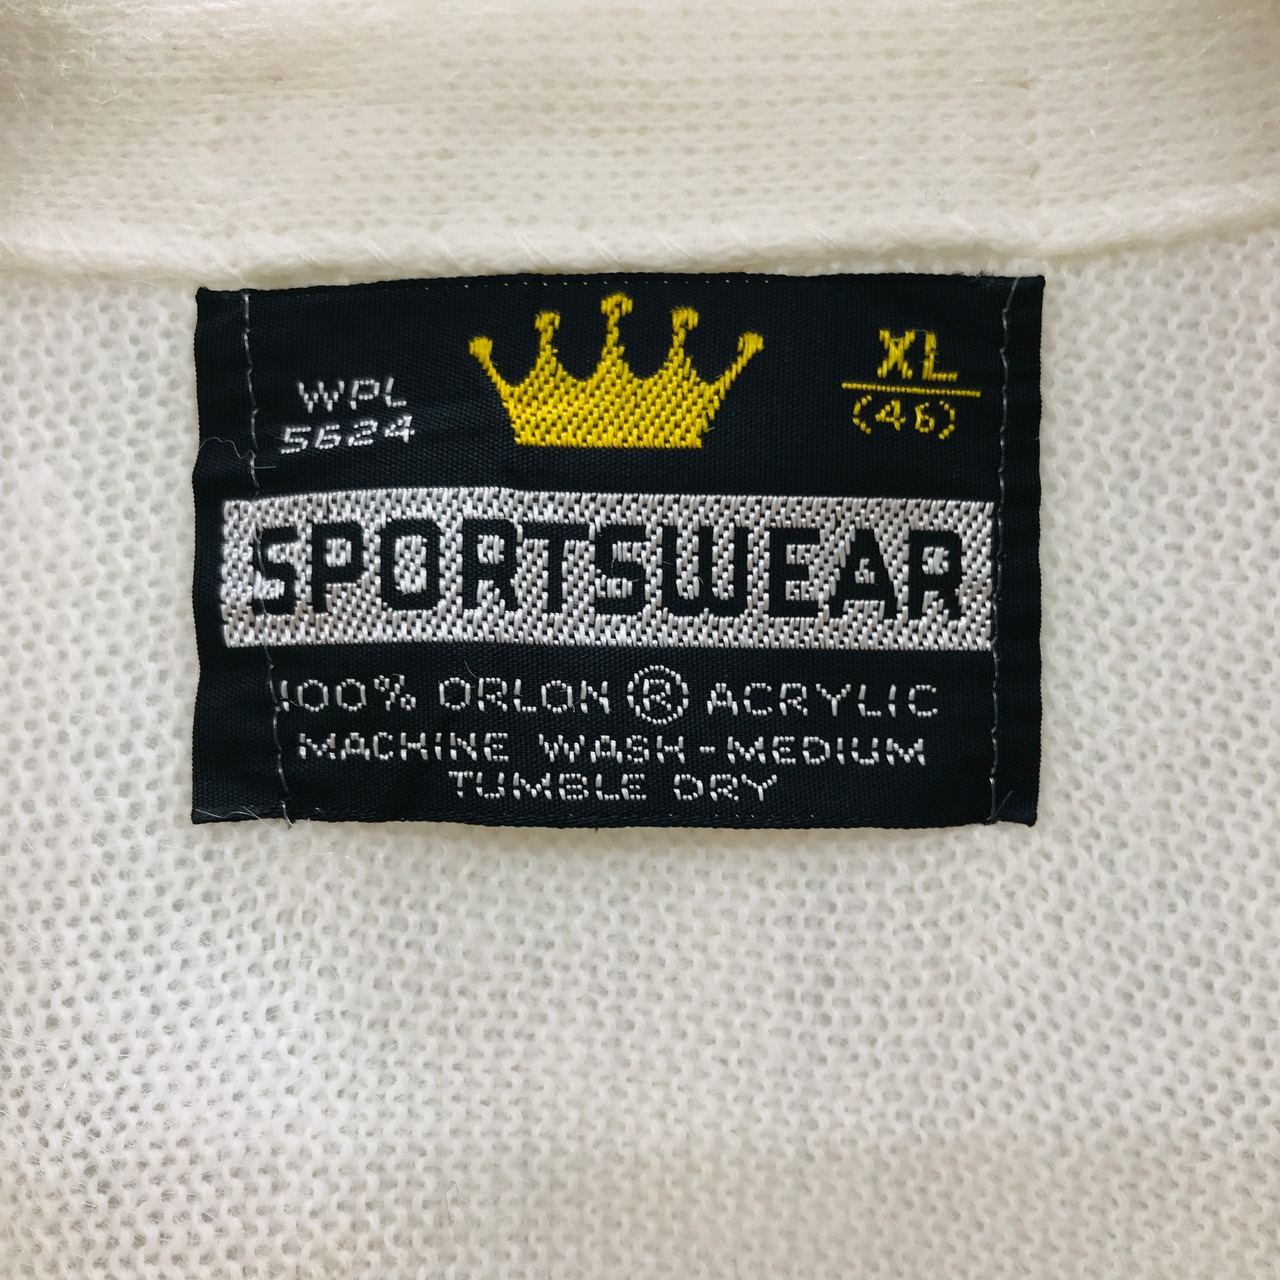 WPL
5624
XL
(46)
SPORTSWEAR
100% ORLON ® ACRYLIC
MACHINE WASH-MEDIUM
TUMBLE DRY